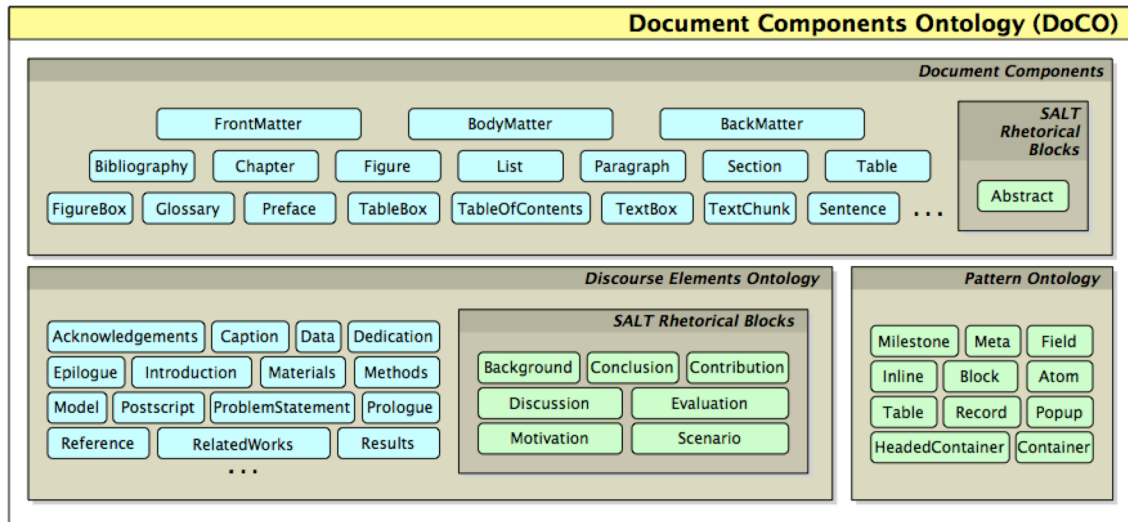 Document Components Ontology (DoCO)
Document Components
FrontMatter BodyMatter BackMatter
Bibliography Chapter Figure List Paragraph Section Table
FigureBox Glossary Preface TableBox TableOfContents TextBox TextChunk Sentence ...
SALT
Rhetorical
Blocks
Abstract
Discourse Elements Ontology
Acknowledgements Caption Data Dedication
Epilogue Introduction Materials Methods
Model Postscript ProblemStatement Prologue
Reference RelatedWorks Results
...
SALT Rhetorical Blocks
Background Conclusion Contribution
Discussion Evaluation
Motivation Scenario
Pattern Ontology
Milestone Meta Field
Inline Block Atom
Table Record Popup
HeadedContainer Container